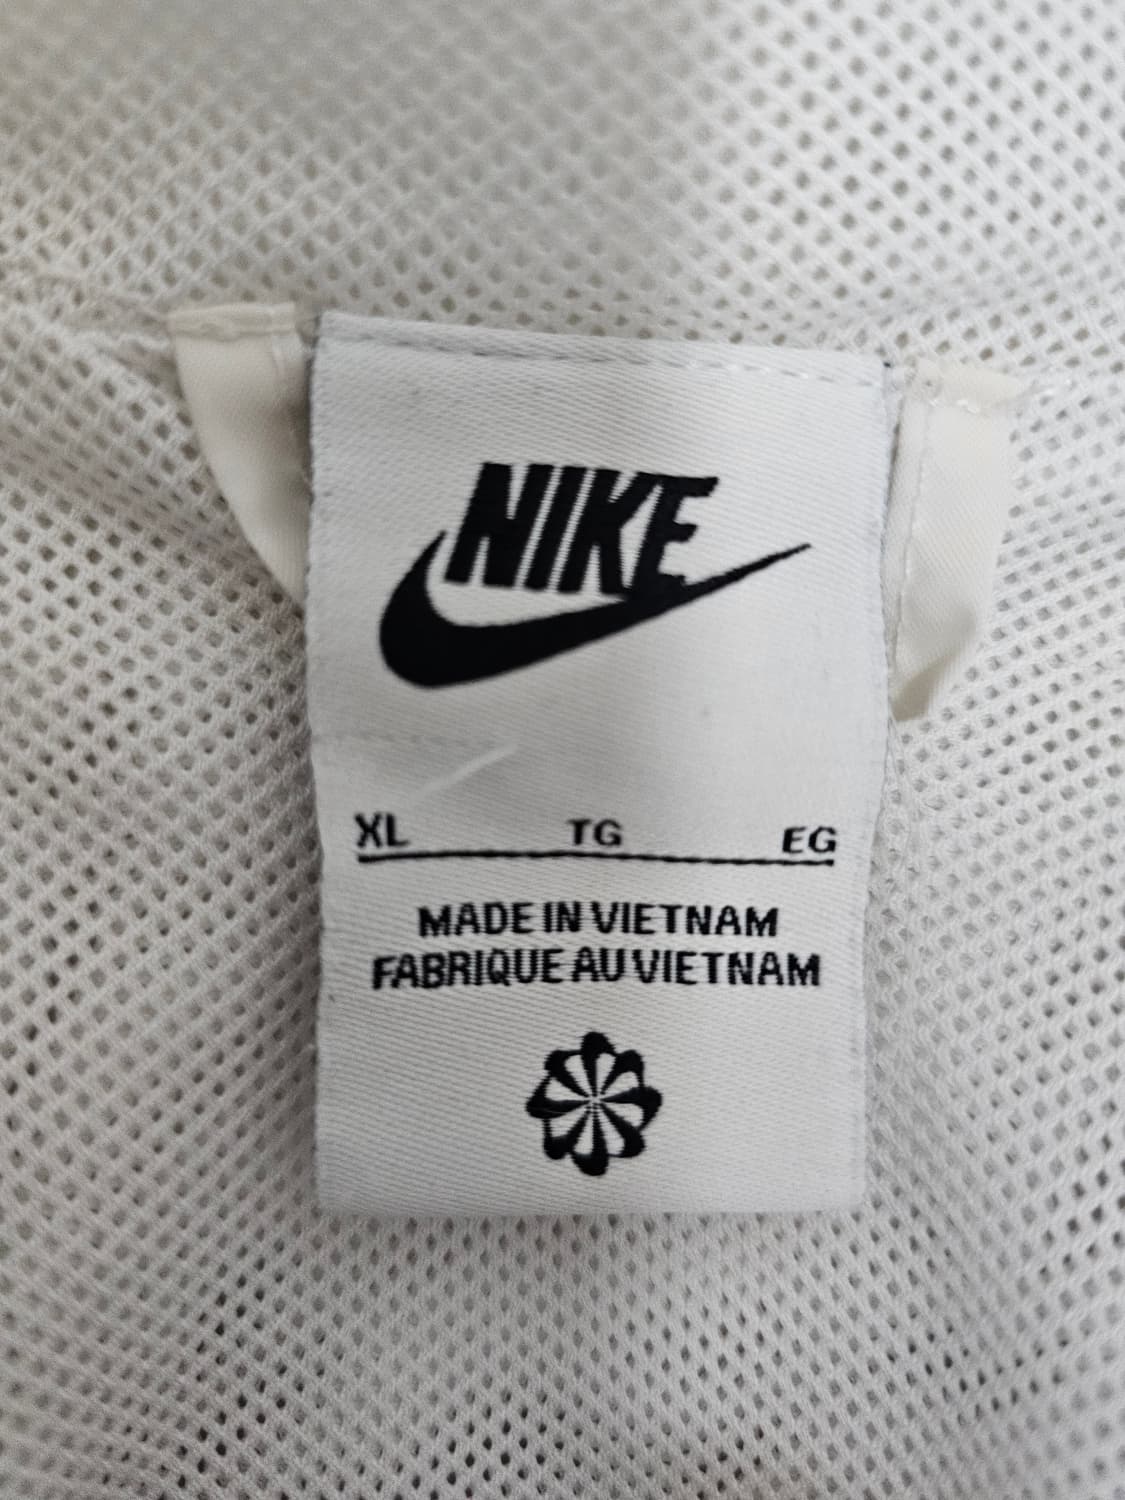 NIKE
XL TG EG
MADE IN VIETNAM
FABRIQUE AU VIETNAM